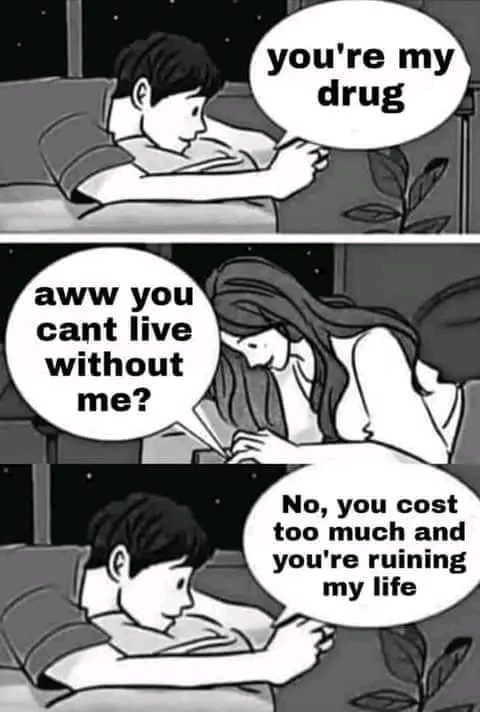 you're my
drug
aww you
cant live
without
me?
No, you cost
too much and
you're ruining
my life